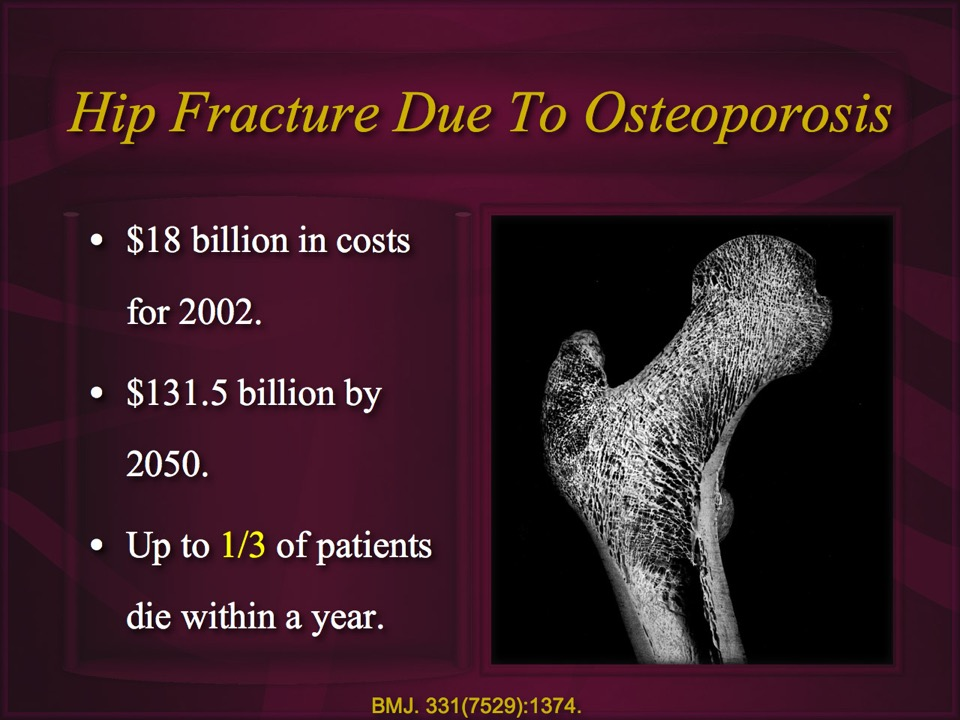 Hip Fracture Due To Osteoporosis
• $18 billion in costs
for 2002.
• $131.5 billion by
2050.
• Up to 1/3 of patients
die within a year.
BMJ. 331(7529):1374.